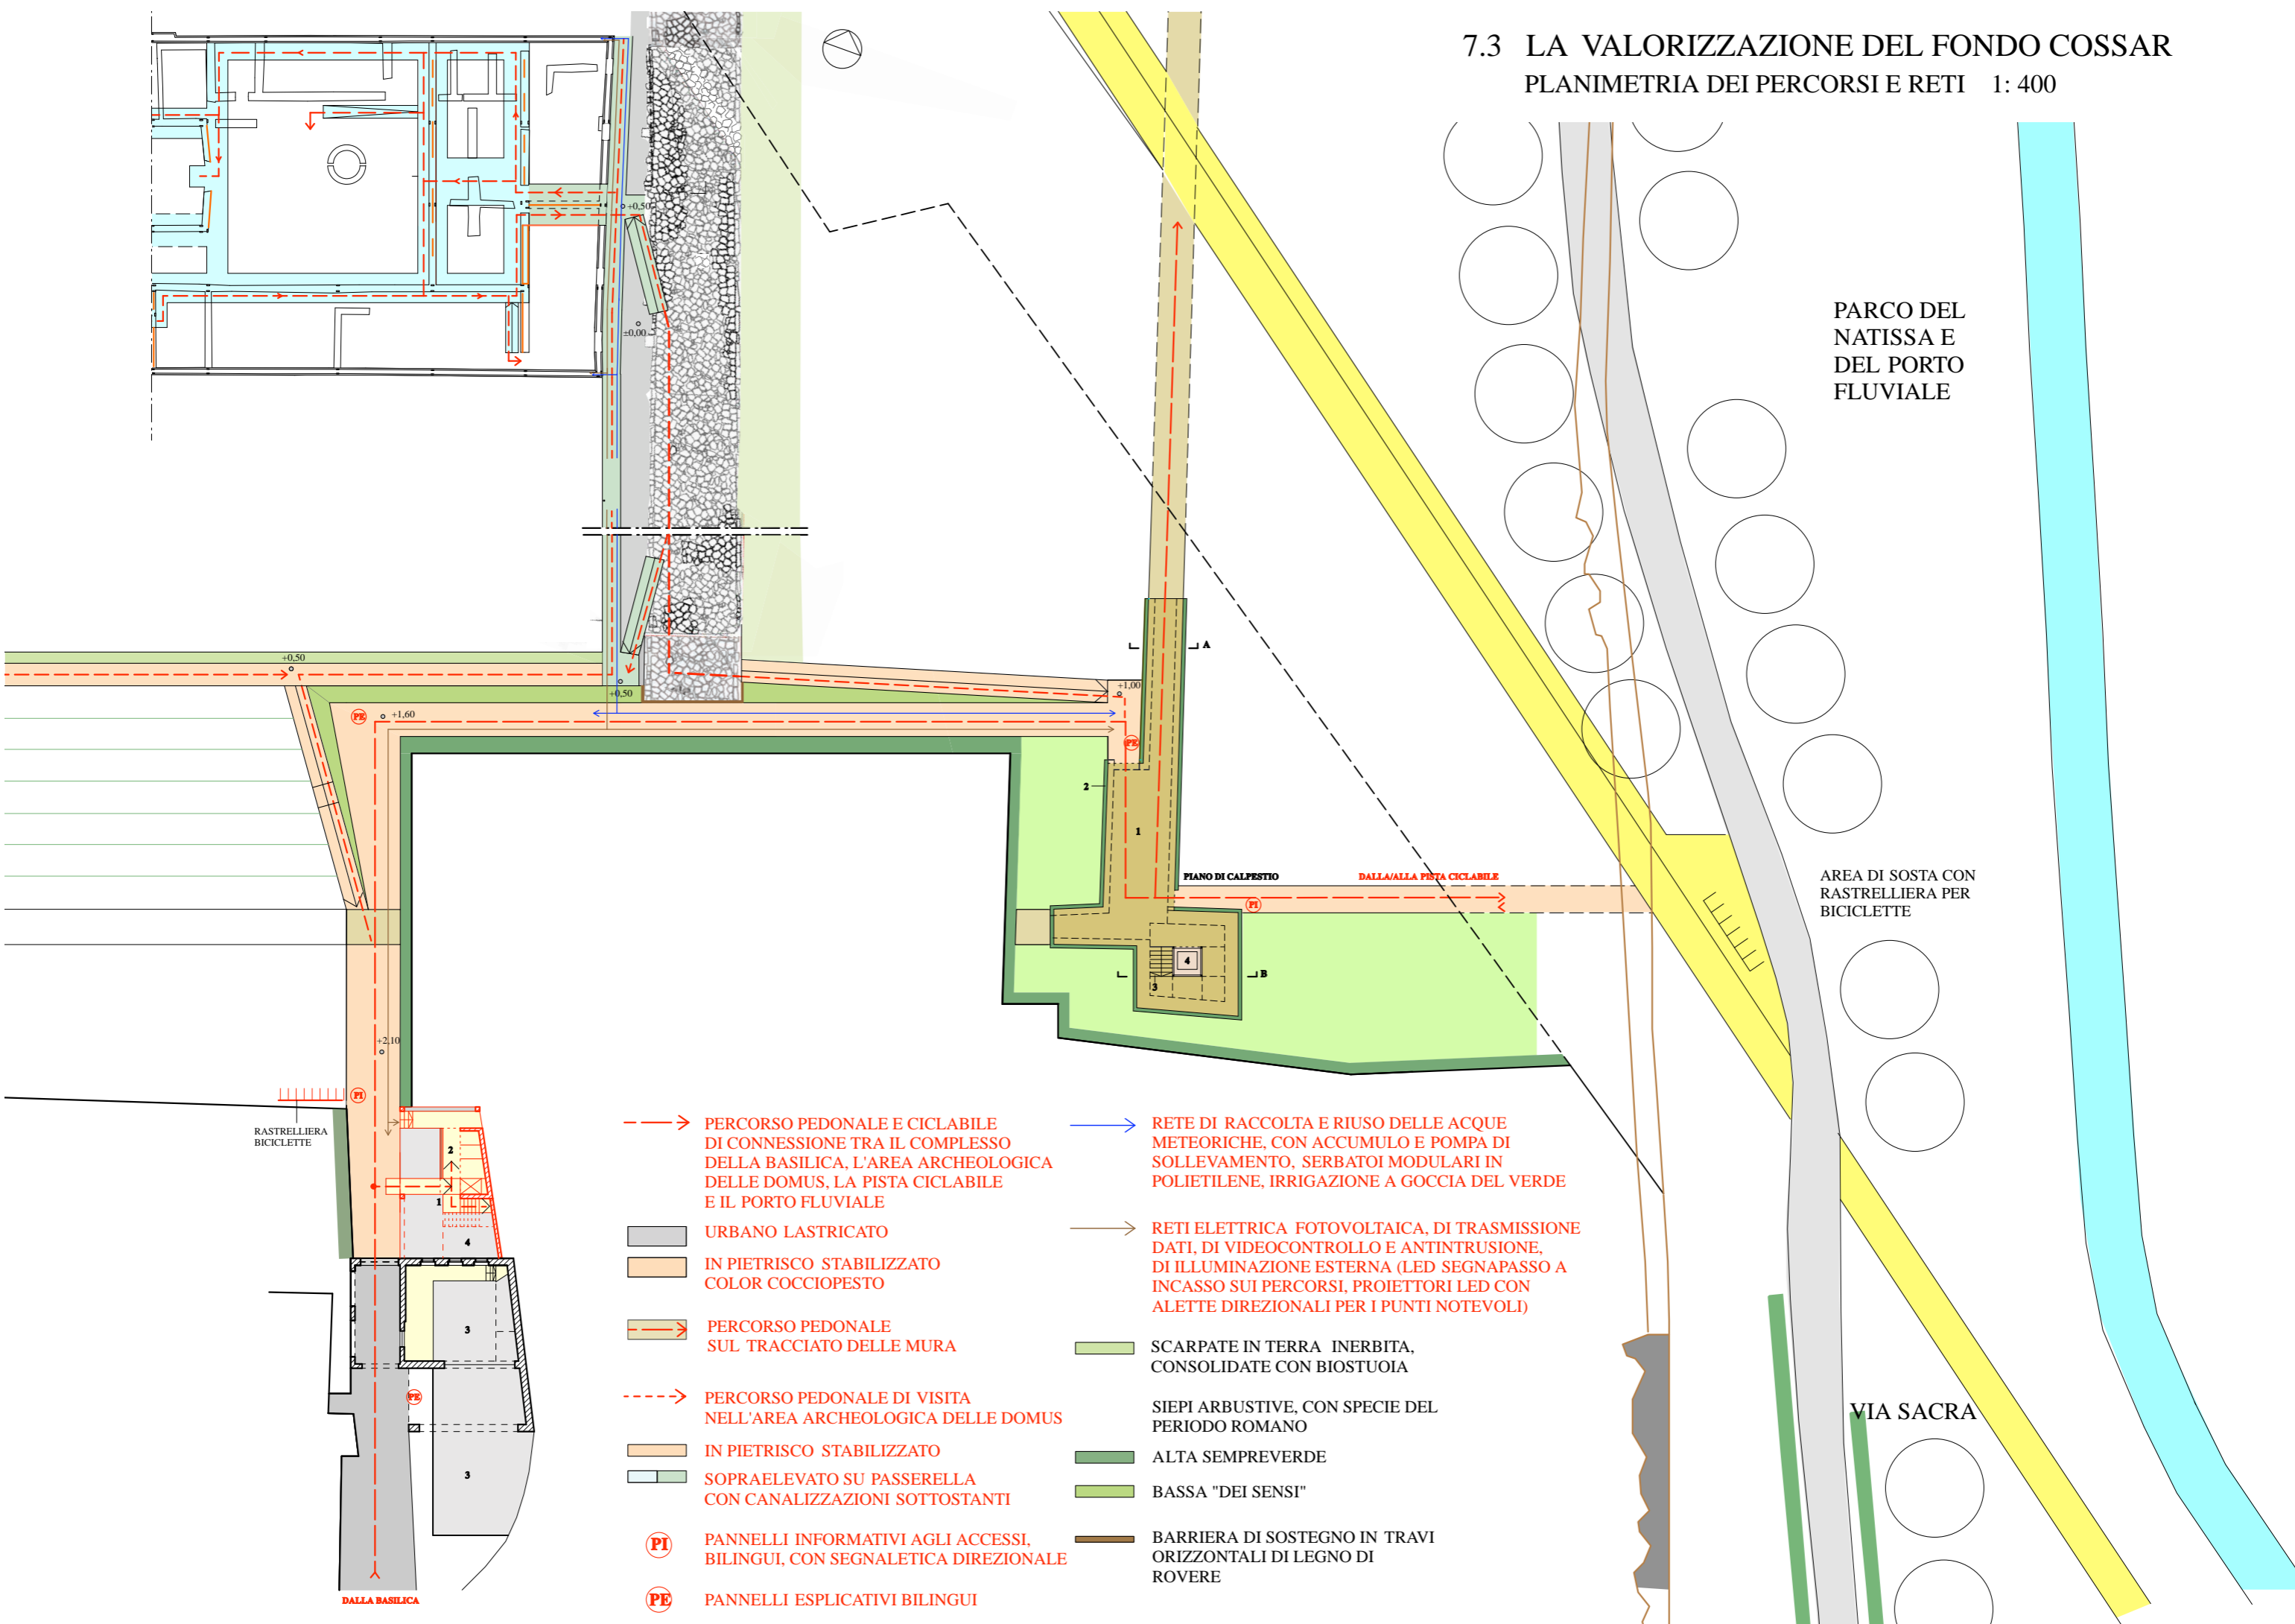 7.3 LA VALORIZZAZIONE DEL FONDO COSSAR
PLANIMETRIA DEI PERCORSI E RETI 1: 400
PARCO DEL
NATISSA E
DEL PORTO
FLUVIALE
+0,50
±0,00
A
+0,50
+0,50
+1,00
PE
+1,60
PE
2
1
PIANO DI CALPESTIO
DALLA/ALLA PISTA CICLABILE
PI
AREA DI SOSTA CON
RASTRELLIERA PER
BICICLETTE
4
3
B
+2,10
PI
RASTRELLIERA
BICICLETTE
2
1
4
3
PE
3
DALLA BASILICA
VIA SACRA
PERCORSO PEDONALE E CICLABILE
DI CONNESSIONE TRA IL COMPLESSO
DELLA BASILICA, L'AREA ARCHEOLOGICA
DELLE DOMUS, LA PISTA CICLABILE
E IL PORTO FLUVIALE
URBANO LASTRICATO
IN PIETRISCO STABILIZZATO
COLOR COCCIOPESTO
PERCORSO PEDONALE
SUL TRACCIATO DELLE MURA
PERCORSO PEDONALE DI VISITA
NELL'AREA ARCHEOLOGICA DELLE DOMUS
IN PIETRISCO STABILIZZATO
SOPRAELEVATO SU PASSERELLA
CON CANALIZZAZIONI SOTTOSTANTI
PI PANNELLI INFORMATIVI AGLI ACCESSI,
BILINGUI, CON SEGNALETICA DIREZIONALE
PE PANNELLI ESPLICATIVI BILINGUI
RETE DI RACCOLTA E RIUSO DELLE ACQUE
METEORICHE, CON ACCUMULO E POMPA DI
SOLLEVAMENTO, SERBATOI MODULARI IN
POLIETILENE, IRRIGAZIONE A GOCCIA DEL VERDE
RETI ELETTRICA FOTOVOLTAICA, DI TRASMISSIONE
DATI, DI VIDEOCONTROLLO E ANTINTRUSIONE,
DI ILLUMINAZIONE ESTERNA (LED SEGNAPASSO A
INCASSO SUI PERCORSI, PROIETTORI LED CON
ALETTE DIREZIONALI PER I PUNTI NOTEVOLI)
SCARPATE IN TERRA INERBITA,
CONSOLIDATE CON BIOSTUOIA
SIEPI ARBUSTIVE, CON SPECIE DEL
PERIODO ROMANO
ALTA SEMPREVERDE
BASSA "DEI SENSI"
BARRIERA DI SOSTEGNO IN TRAVI
ORIZZONTALI DI LEGNO DI
ROVERE